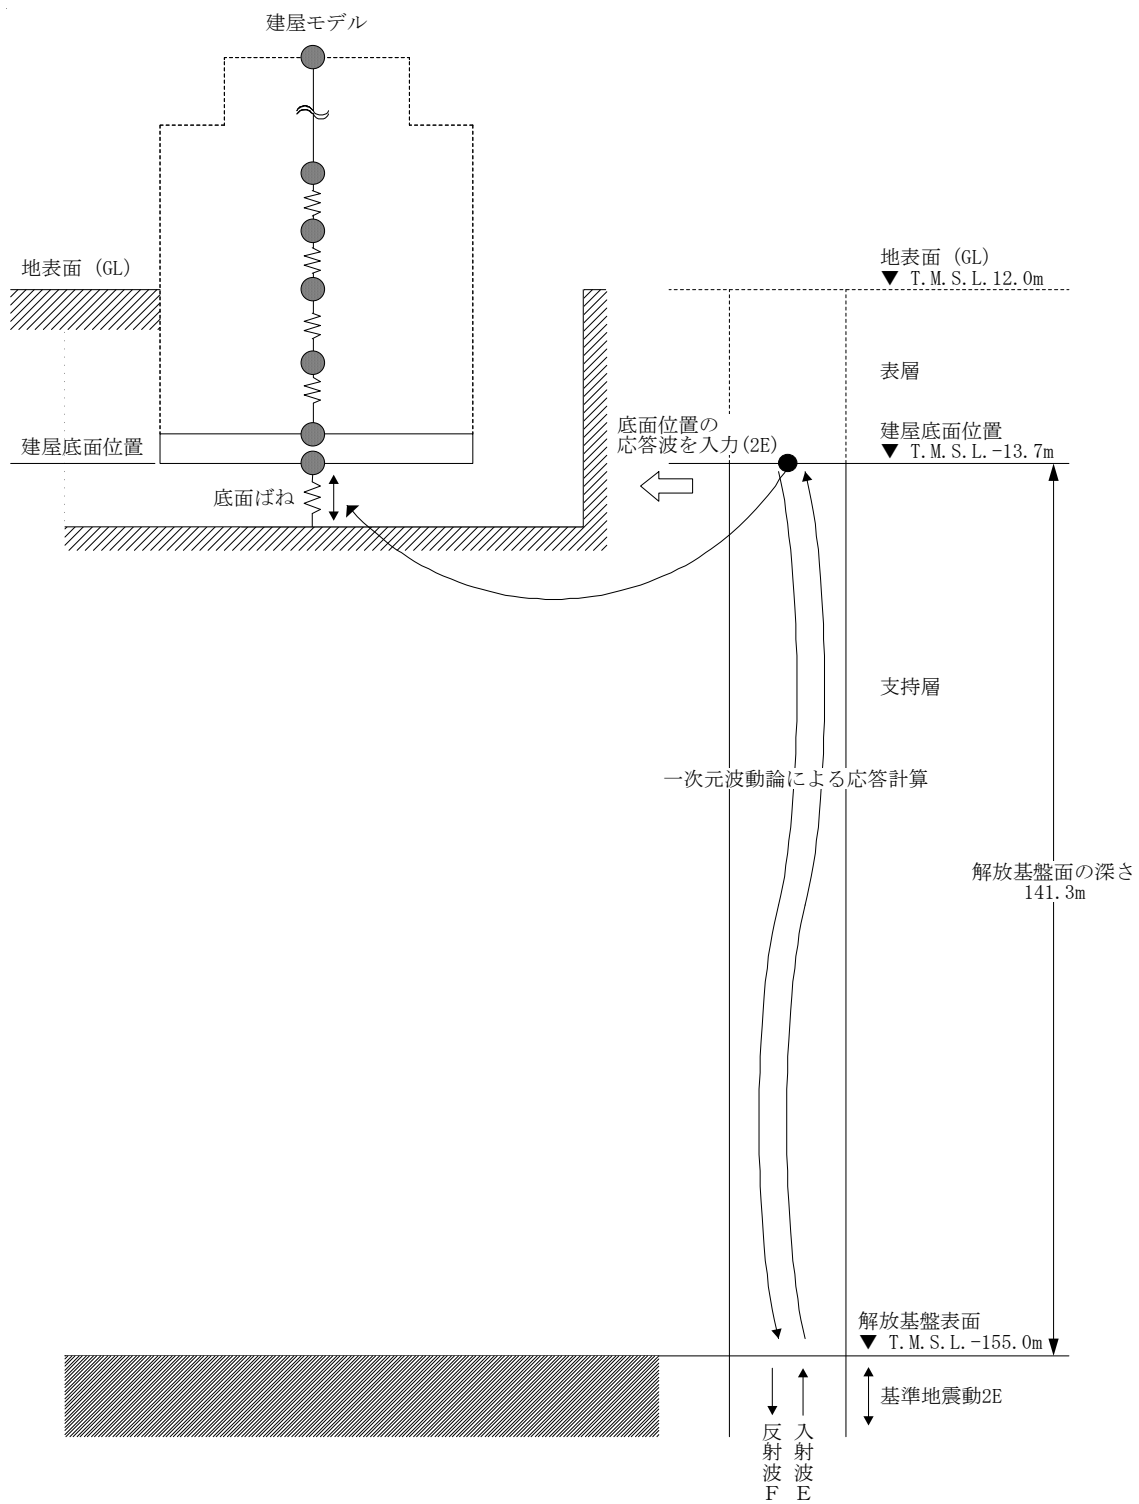 建屋モデル
地表面 (GL)
地表面 (GL)
▼ T.M.S.L.12.0m
表層
底面位置の
応答波を入力(2E)
建屋底面位置
▼ T.M.S.L.-13.7m
建屋底面位置
底面ばね
支持層
一次元波動論による応答計算
解放基盤面の深さ
141.3m
解放基盤表面
▼ T.M.S.L.-155.0m
基準地震動2E
反射波F
入射波E